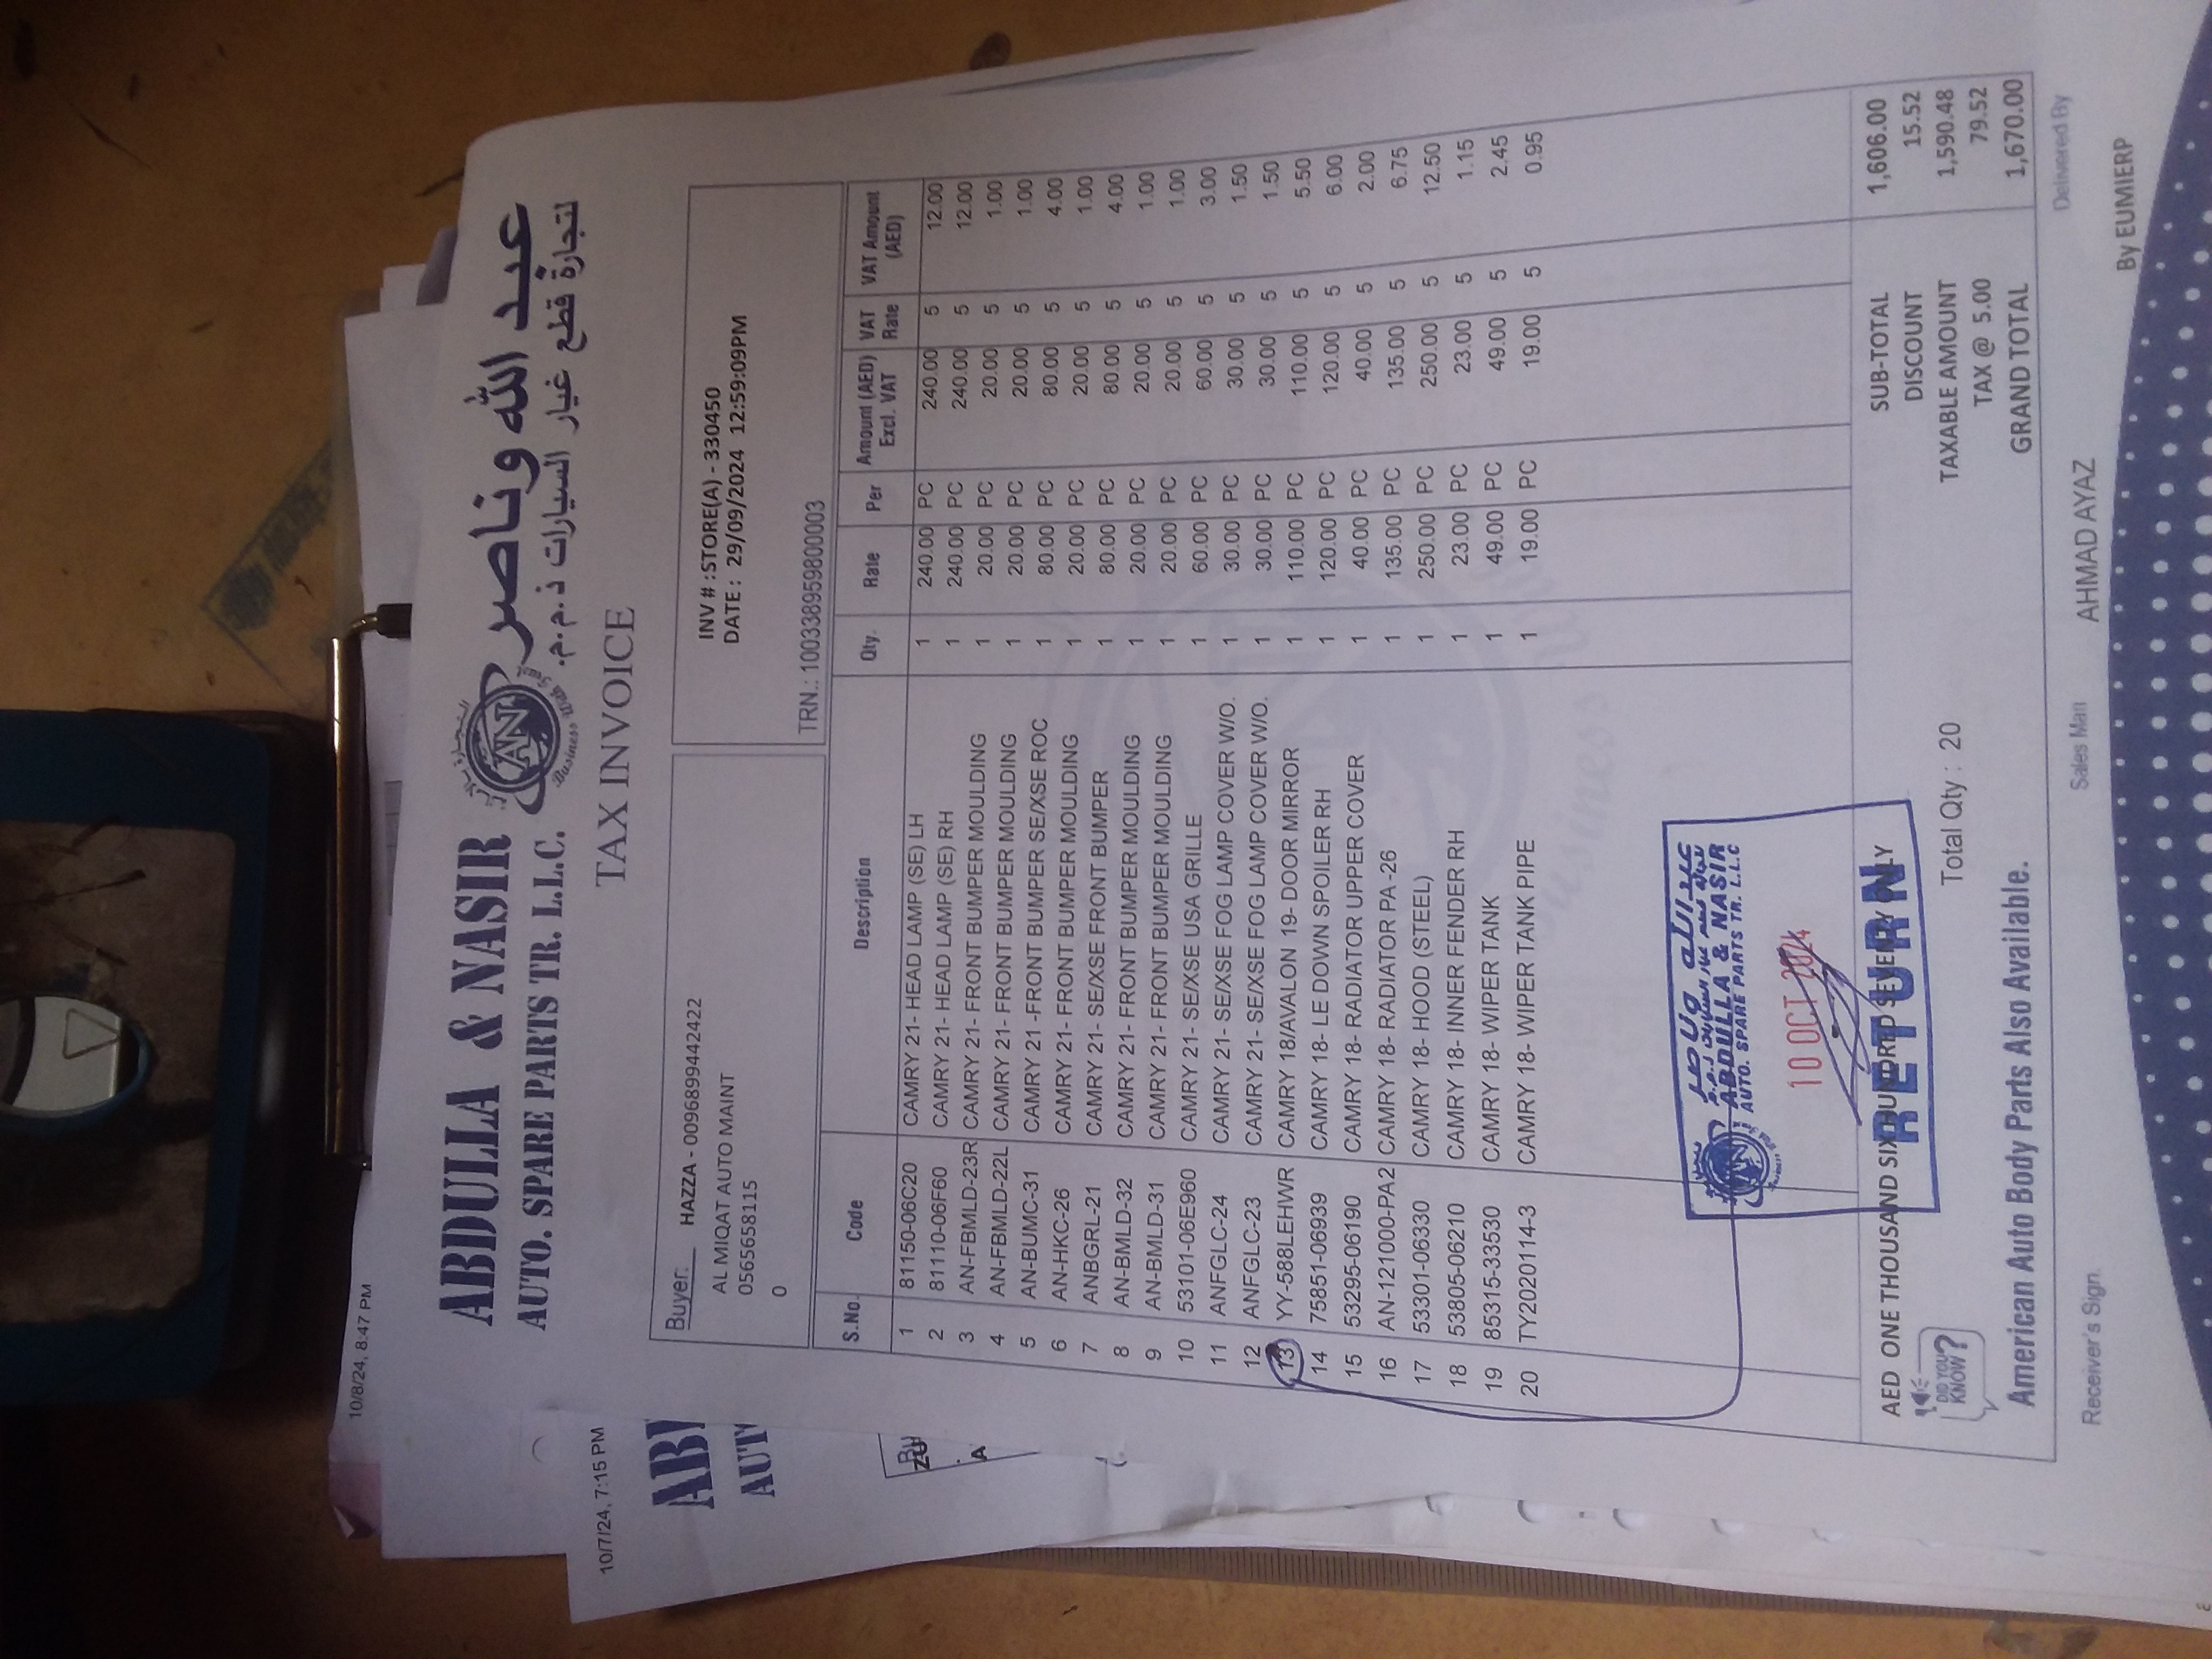 10/8/24, 8:47 PM
ABDULLA & NASIR
AUTO. SPARE PARTS TR. L.L.C.
AN
عبد الله وناصر
لتجارة قطع غيار السيارات ذ.م.م.
TAX INVOICE
Buyer: HAZZA - 0096899442422
AL MIQAT AUTO MAINT
0565658115
0
INV # :STORE(A) - 330450
DATE : 29/09/2024 12:59:09PM
TRN.: 100338959800003
S.No. Code Description Qty. Rate Per Amount (AED) Excl. VAT VAT Rate VAT Amount (AED)
1 81150-06C20 CAMRY 21- HEAD LAMP (SE) LH 1 240.00 PC 240.00 5 12.00
2 81110-06F60 CAMRY 21- HEAD LAMP (SE) RH 1 240.00 PC 240.00 5 12.00
3 AN-FBMLD-23R CAMRY 21- FRONT BUMPER MOULDING 1 20.00 PC 20.00 5 1.00
4 AN-FBMLD-22L CAMRY 21- FRONT BUMPER MOULDING 1 20.00 PC 20.00 5 1.00
5 AN-BUMC-31 CAMRY 21 -FRONT BUMPER SE/XSE ROC 1 80.00 PC 80.00 5 4.00
6 AN-HKC-26 CAMRY 21- FRONT BUMPER MOULDING 1 20.00 PC 20.00 5 1.00
7 ANBGRL-21 CAMRY 21- SE/XSE FRONT BUMPER 1 80.00 PC 80.00 5 4.00
8 AN-BMLD-32 CAMRY 21- FRONT BUMPER MOULDING 1 20.00 PC 20.00 5 1.00
9 AN-BMLD-31 CAMRY 21- FRONT BUMPER MOULDING 1 20.00 PC 20.00 5 1.00
10 53101-06E960 CAMRY 21- SE/XSE USA GRILLE 1 60.00 PC 60.00 5 3.00
11 ANFGLC-24 CAMRY 21- SE/XSE FOG LAMP COVER W/O. 1 30.00 PC 30.00 5 1.50
12 ANFGLC-23 CAMRY 21- SE/XSE FOG LAMP COVER W/O. 1 30.00 PC 30.00 5 1.50
13 YY-588LEHWR CAMRY 18/AVALON 19- DOOR MIRROR 1 110.00 PC 110.00 5 5.50
14 75851-06939 CAMRY 18- LE DOWN SPOILER RH 1 120.00 PC 120.00 5 6.00
15 53295-06190 CAMRY 18- RADIATOR UPPER COVER 1 40.00 PC 40.00 5 2.00
16 AN-121000-PA2 CAMRY 18- RADIATOR PA -26 1 135.00 PC 135.00 5 6.75
17 53301-06330 CAMRY 18- HOOD (STEEL) 1 250.00 PC 250.00 5 12.50
18 53805-06210 CAMRY 18- INNER FENDER RH 1 23.00 PC 23.00 5 1.15
19 85315-33530 CAMRY 18- WIPER TANK 1 49.00 PC 49.00 5 2.45
20 TY20201114-3 CAMRY 18- WIPER TANK PIPE 1 19.00 PC 19.00 5 0.95
عبد الله وناصر
ABDULLA & NASIR
AUTO. SPARE PARTS TR. L.L.C
10 OCT 2024
RETURN
AED ONE THOUSAND SIX HUNDRED SEVENTY ONLY
SUB-TOTAL 1,606.00
DISCOUNT 15.52
Total Qty : 20
TAXABLE AMOUNT 1,590.48
TAX @ 5.00 79.52
GRAND TOTAL 1,670.00
DID YOU KNOW?
American Auto Body Parts Also Available.
Receiver's Sign. Sales Man AHMAD AYAZ Delivered By
By EUMIERP
10/7/24, 7:15 PM